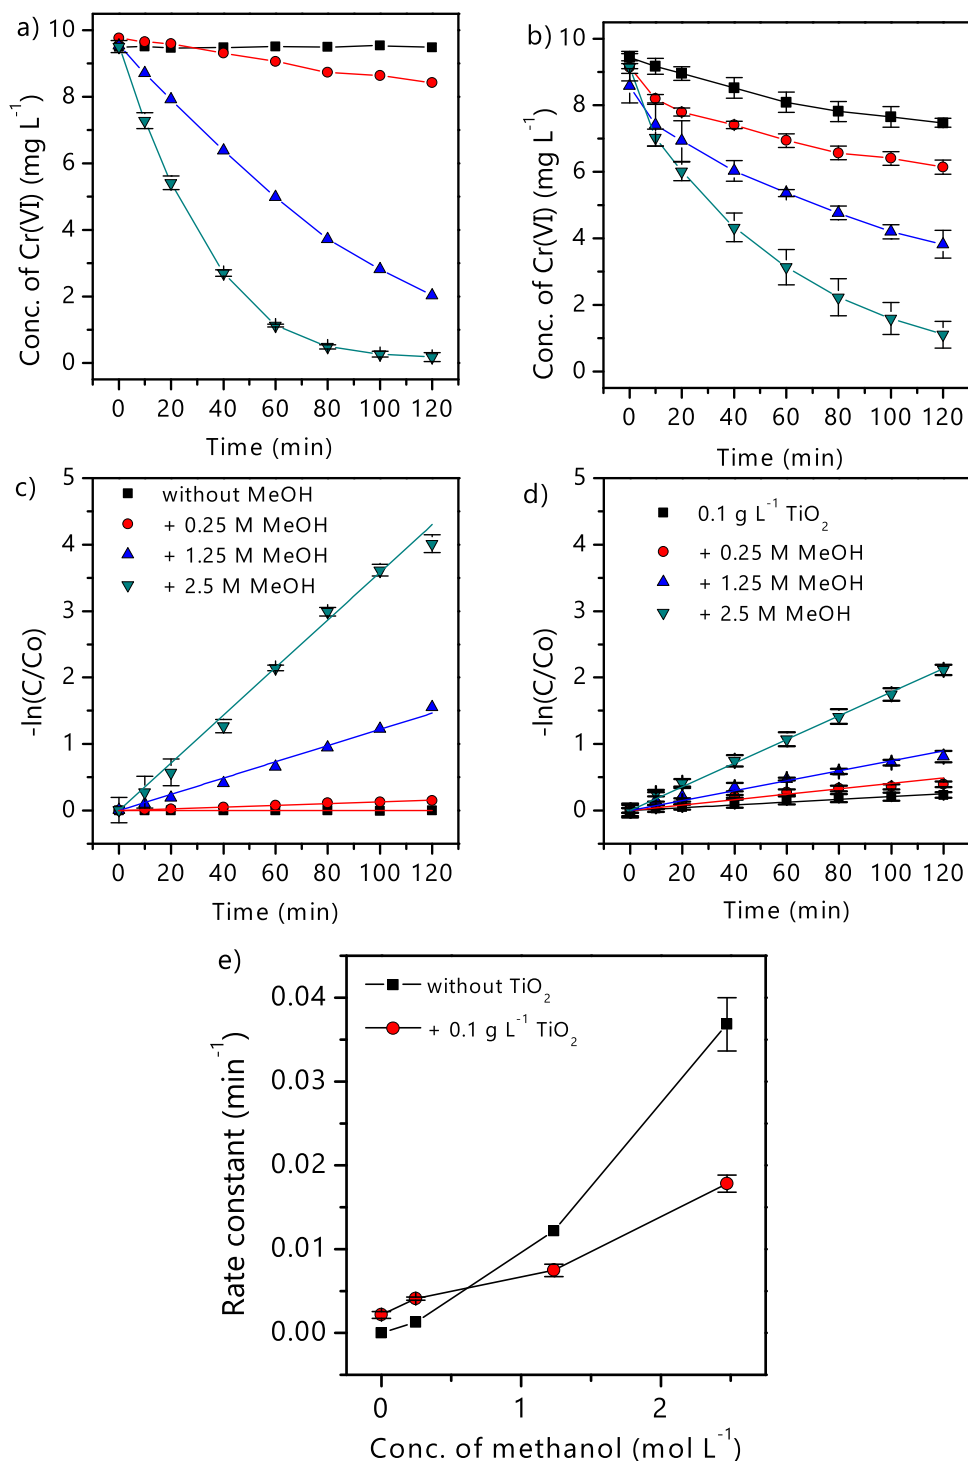 a)
10
8
6
4
2
0
Conc. of Cr(VI) (mg L⁻¹)
0 20 40 60 80 100 120
Time (min)
b)
10
8
6
4
2
0
Conc. of Cr(VI) (mg L⁻¹)
0 20 40 60 80 100 120
Time (min)
c)
5
4
3
2
1
0
-ln(C/Co)
without MeOH
+ 0.25 M MeOH
+ 1.25 M MeOH
+ 2.5 M MeOH
0 20 40 60 80 100 120
Time (min)
d)
5
4
3
2
1
0
-ln(C/Co)
0.1 g L⁻¹ TiO₂
+ 0.25 M MeOH
+ 1.25 M MeOH
+ 2.5 M MeOH
0 20 40 60 80 100 120
Time (min)
e)
0.04
0.03
0.02
0.01
0.00
Rate constant (min⁻¹)
without TiO₂
+ 0.1 g L⁻¹ TiO₂
0 1 2
Conc. of methanol (mol L⁻¹)